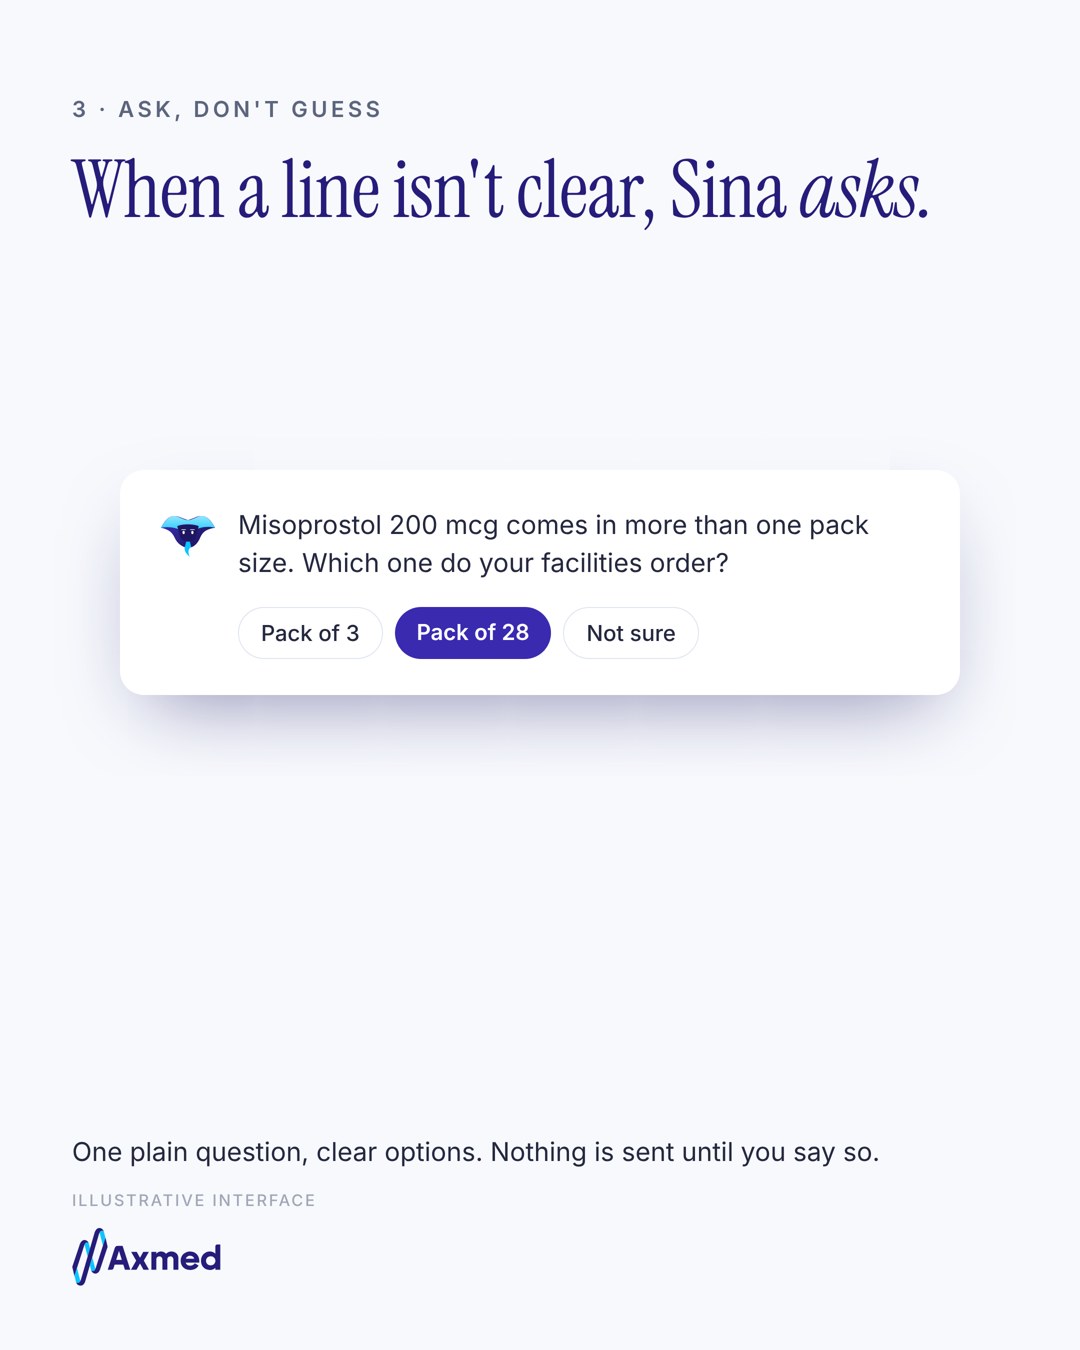 3 · ASK, DON'T GUESS
When a line isn't clear, Sina asks.
Misoprostol 200 mcg comes in more than one pack
size. Which one do your facilities order?
Pack of 3
Pack of 28
Not sure
One plain question, clear options. Nothing is sent until you say so.
ILLUSTRATIVE INTERFACE
Axmed